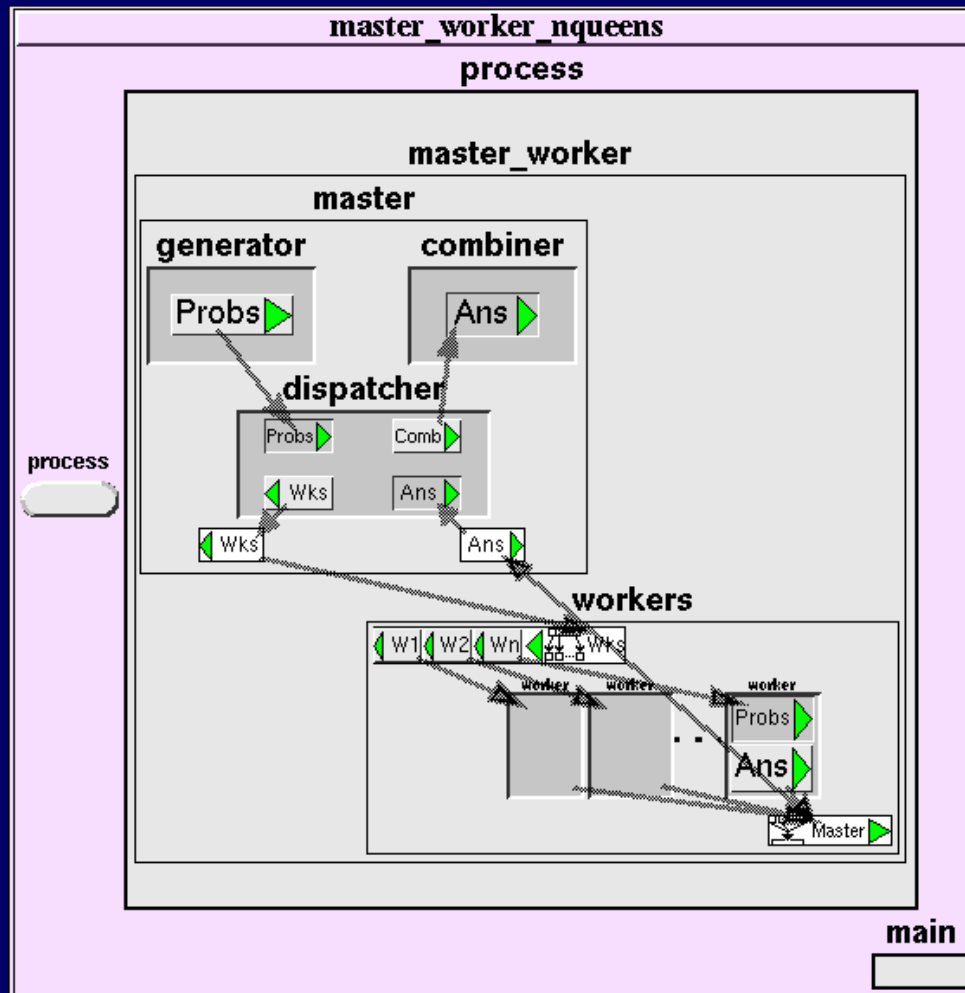 master_worker_nqueens
process
master_worker
master
generator combiner
Probs Ans
dispatcher
Probs Comb
process
Wks Ans
Wks Ans
workers
W1 W2 Wn Wks
worker worker worker
Probs
...
Ans
Master
main